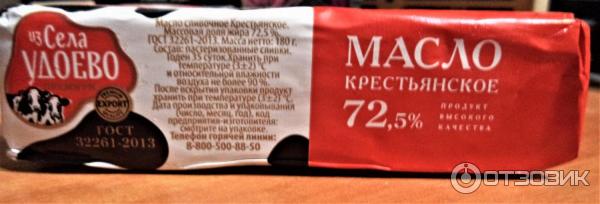 из Села
УДОЕВО
EXPORT
ГОСТ
32261-2013
Масло сливочное Крестьянское.
Массовая доля жира 72,5 %.
ГОСТ 32261-2013. Масса нетто: 180 г.
Состав: пастеризованные сливки.
Годен 35 суток. Хранить
при температуре (3±2) °С
и относительной влажности
воздуха не более 90%.
После вскрытия упаковки продукт
хранить при температуре (3±2) °С.
Дата производства и упаковывания
(число, месяц, год), код
предприятия-изготовителя:
смотрите на упаковке.
Телефон горячей линии:
8-800-500-88-50
МАСЛО
КРЕСТЬЯНСКОЕ
72,5%
ПРОДУКТ
ВЫСОКОГО
КАЧЕСТВА
ОТЗОВИК